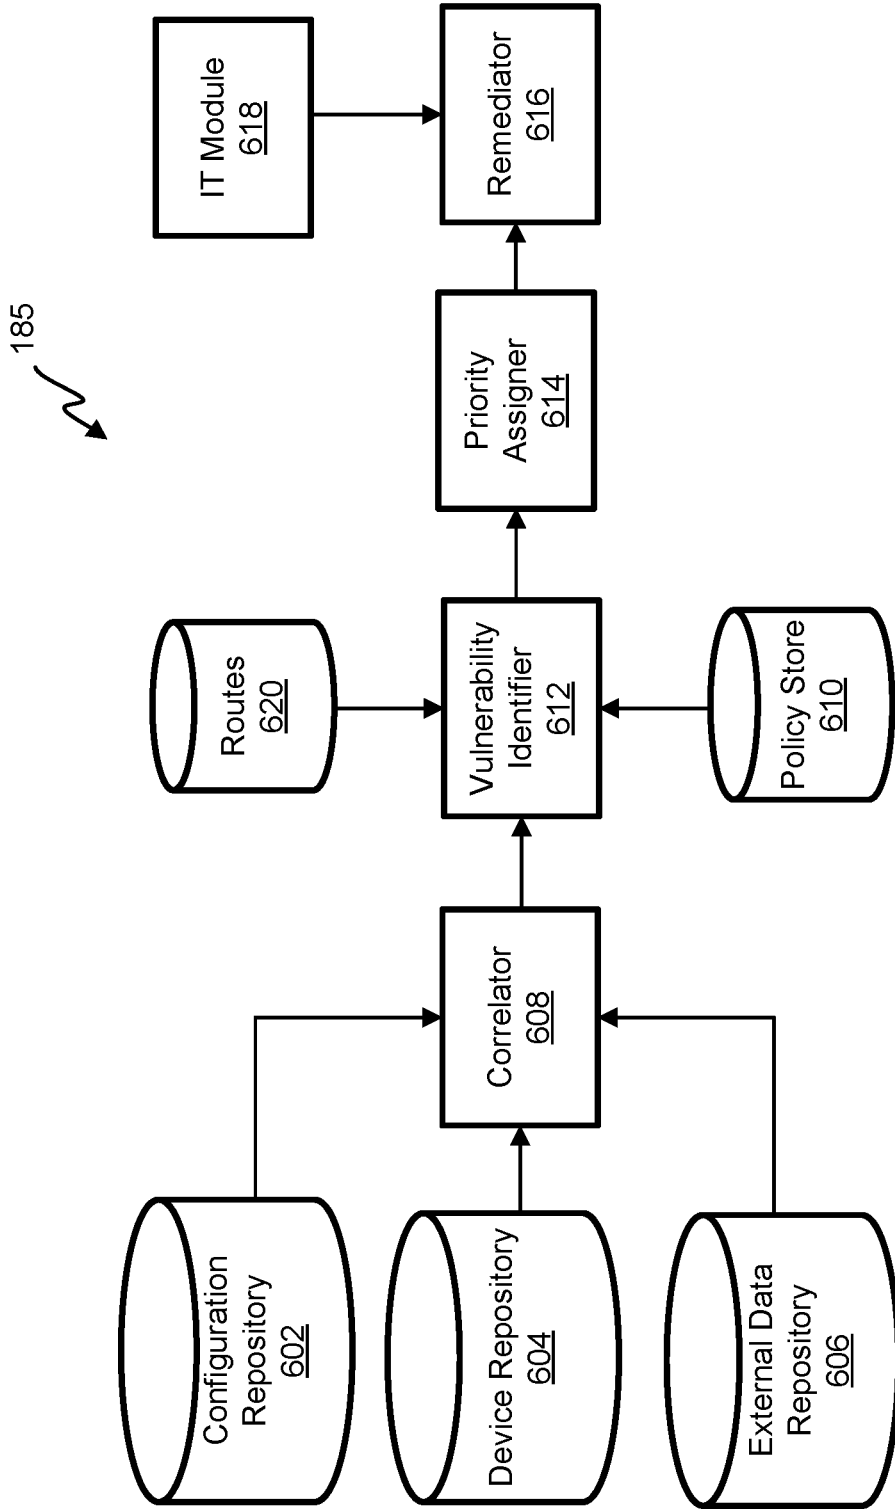 185
Configuration
Repository
602
Device Repository
604
External Data
Repository
606
Correlator
608
Routes
620
Vulnerability
Identifier
612
Policy Store
610
Priority
Assigner
614
IT Module
618
Remediator
616